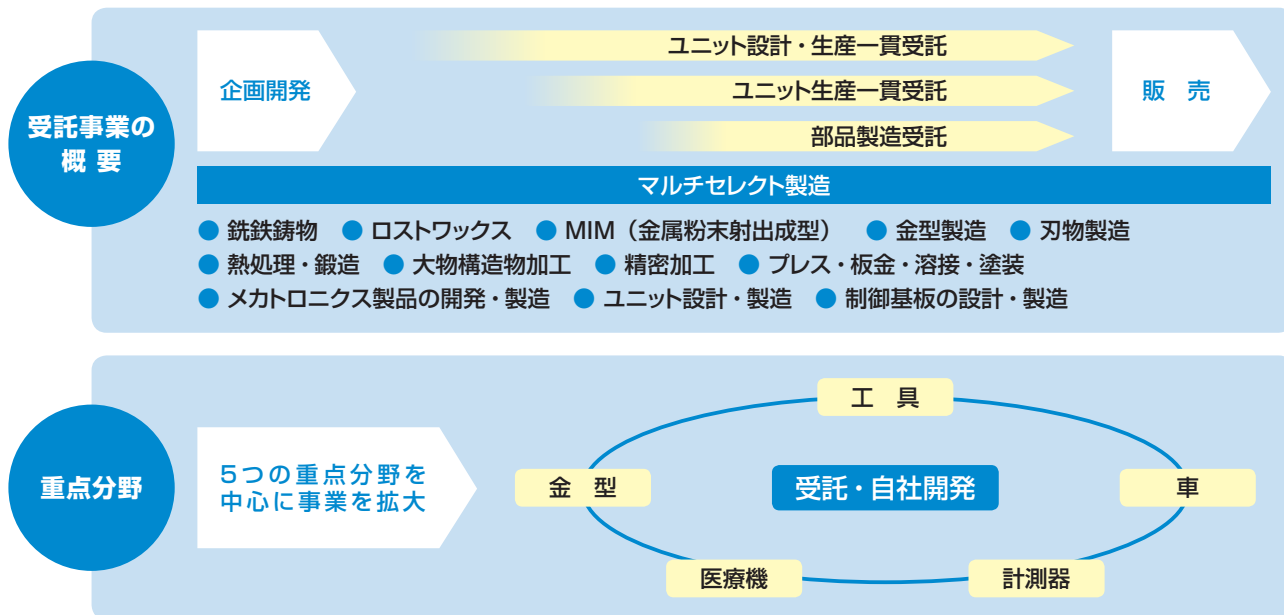 受託事業の
概 要
企画開発
ユニット設計・生産一貫受託
ユニット生産一貫受託
部品製造受託
販 売
マルチセレクト製造
● 銑鉄鋳物 ● ロストワックス ● MIM（金属粉末射出成型） ● 金型製造 ● 刃物製造
● 熱処理・鍛造 ● 大物構造物加工 ● 精密加工 ● プレス・板金・溶接・塗装
● メカトロニクス製品の開発・製造 ● ユニット設計・製造 ● 制御基板の設計・製造
重点分野
5つの重点分野を
中心に事業を拡大
工 具
金 型
受託・自社開発
車
医療機
計測器